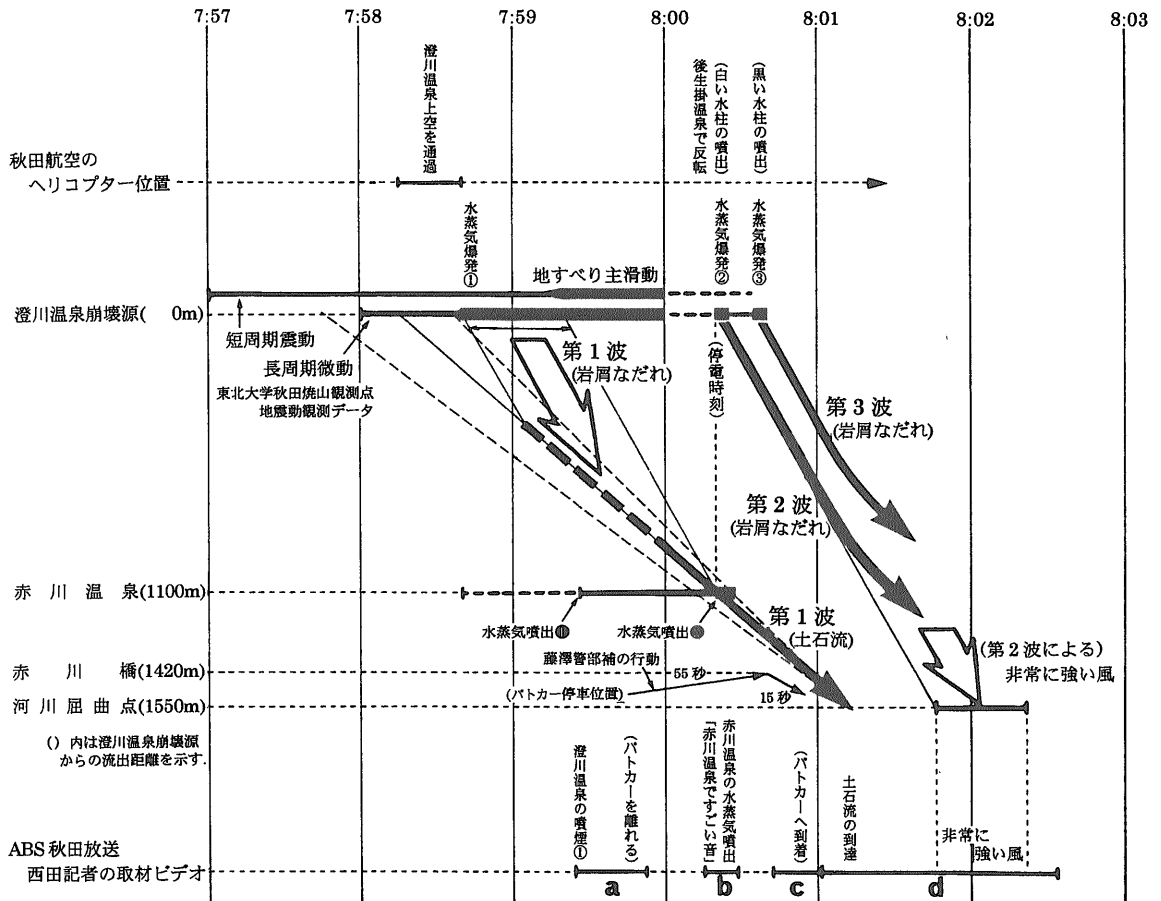 7:57
7:58
7:59
8:00
8:01
8:02
8:03
澄川温泉上空を通過
後生掛温泉で反転
(白い水柱の噴出)
(黒い水柱の噴出)
秋田航空の
ヘリコプター位置
水蒸気爆発①
水蒸気爆発②
水蒸気爆発③
地すべり主滑動
澄川温泉崩壊源( 0m)
短周期震動
長周期微動
東北大学秋田焼山観測点
地震動観測データ
第1波
(岩屑なだれ)
(停電時刻)
第3波
(岩屑なだれ)
第2波
(岩屑なだれ)
赤川温泉(1100m)
水蒸気噴出
水蒸気噴出
第1波
(土石流)
藤澤警部補の行動
55秒
赤川橋(1420m)
(パトカー停車位置)
15秒
河川屈曲点(1550m)
(第2波による)
非常に強い風
() 内は澄川温泉崩壊源
からの流出距離を示す.
澄川温泉の噴煙①
(パトカーを離れる)
「赤川温泉ですごい音」
赤川温泉の水蒸気噴出
(パトカーへ到着)
土石流の到達
非常に
強い風
ABS秋田放送
西田記者の取材ビデオ
a
b
c
d